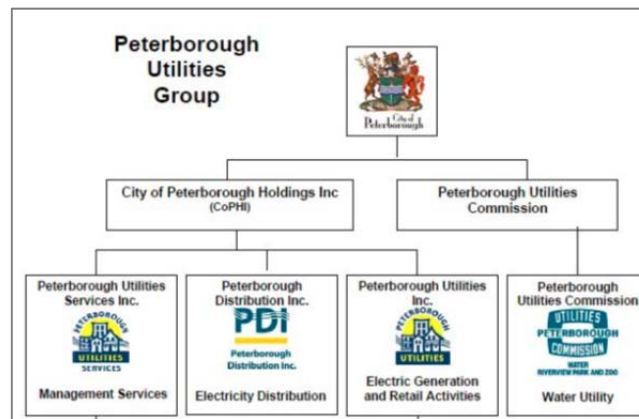 Peterborough
Utilities
Group
City of
Peterborough
City of Peterborough Holdings Inc
(CoPHI)
Peterborough Utilities
Commission
Peterborough Utilities
Services Inc.
PETERBOROUGH
UTILITIES
SERVICES
Management Services
Peterborough
Distribution Inc.
PDI
Peterborough
Distribution Inc.
Electricity Distribution
Peterborough Utilities
Inc.
PETERBOROUGH
UTILITIES
Electric Generation
and Retail Activities
Peterborough
Utilities Commission
UTILITIES
PETERBOROUGH
COMMISSION
WATER
RIVERVIEW PARK AND ZOO
Water Utility